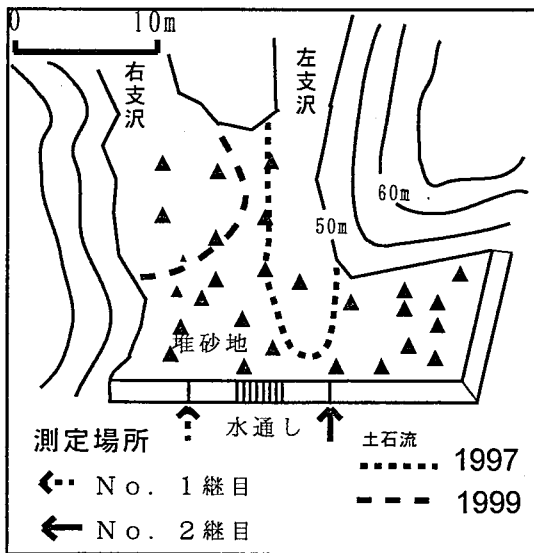 0 10m
右支沢
左支沢
60m
50m
堆砂地
水通し
測定場所
No. 1継目
No. 2継目
土石流
1997
1999